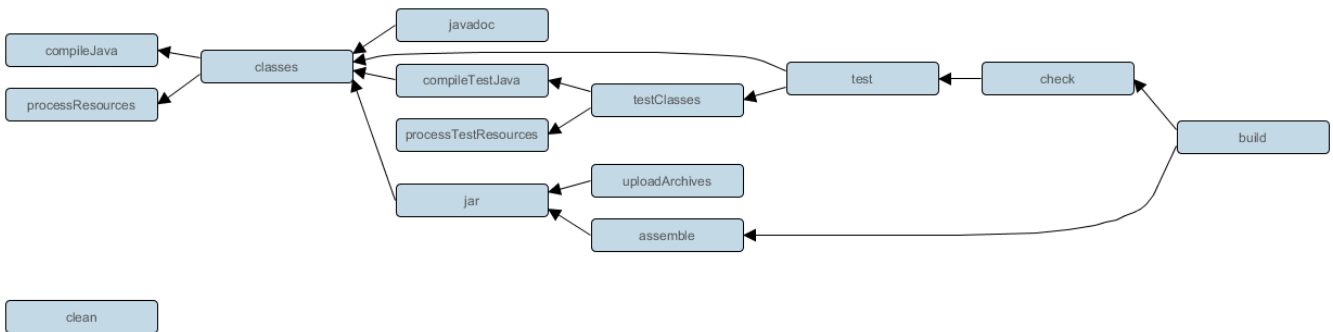 javadoc
compileJava
classes
compileTestJava
test
check
processResources
testClasses
processTestResources
build
uploadArchives
jar
assemble
clean